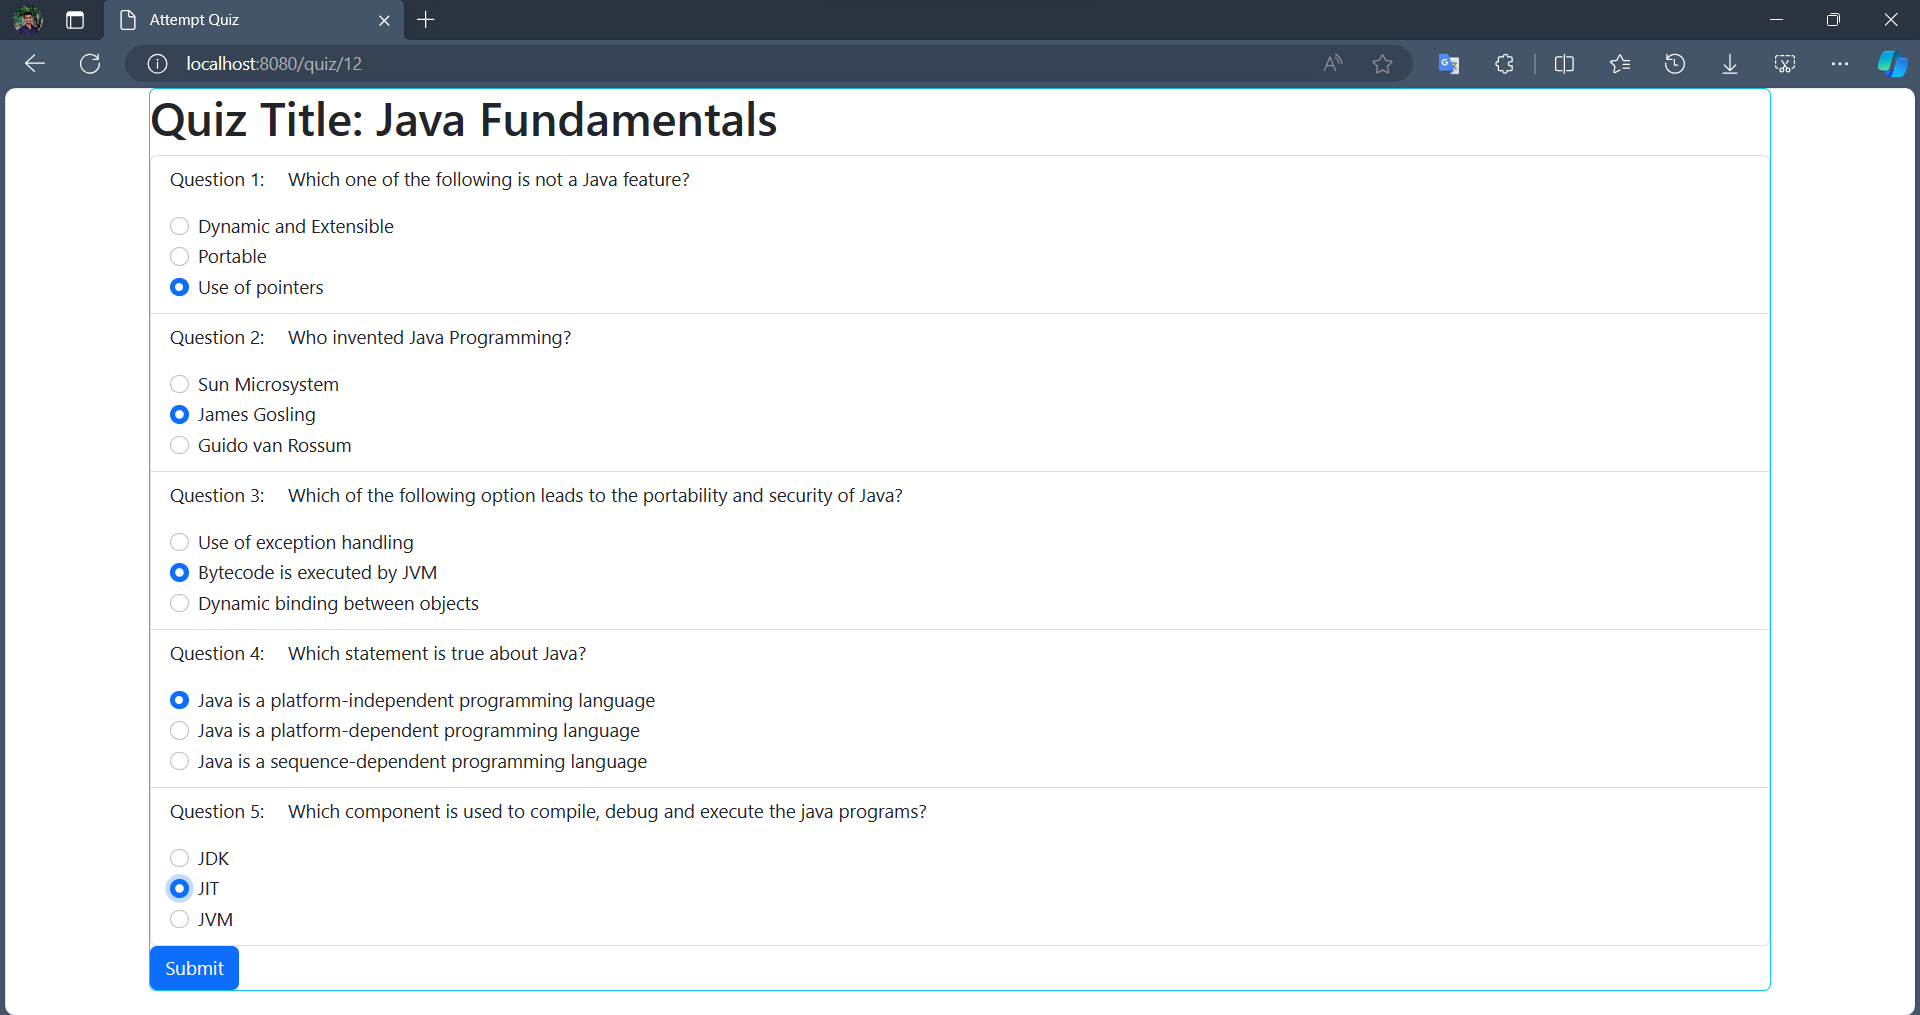 Attempt Quiz
localhost:8080/quiz/12
Quiz Title: Java Fundamentals
Question 1: Which one of the following is not a Java feature?
Dynamic and Extensible
Portable
Use of pointers
Question 2: Who invented Java Programming?
Sun Microsystem
James Gosling
Guido van Rossum
Question 3: Which of the following option leads to the portability and security of Java?
Use of exception handling
Bytecode is executed by JVM
Dynamic binding between objects
Question 4: Which statement is true about Java?
Java is a platform-independent programming language
Java is a platform-dependent programming language
Java is a sequence-dependent programming language
Question 5: Which component is used to compile, debug and execute the java programs?
JDK
JIT
JVM
Submit